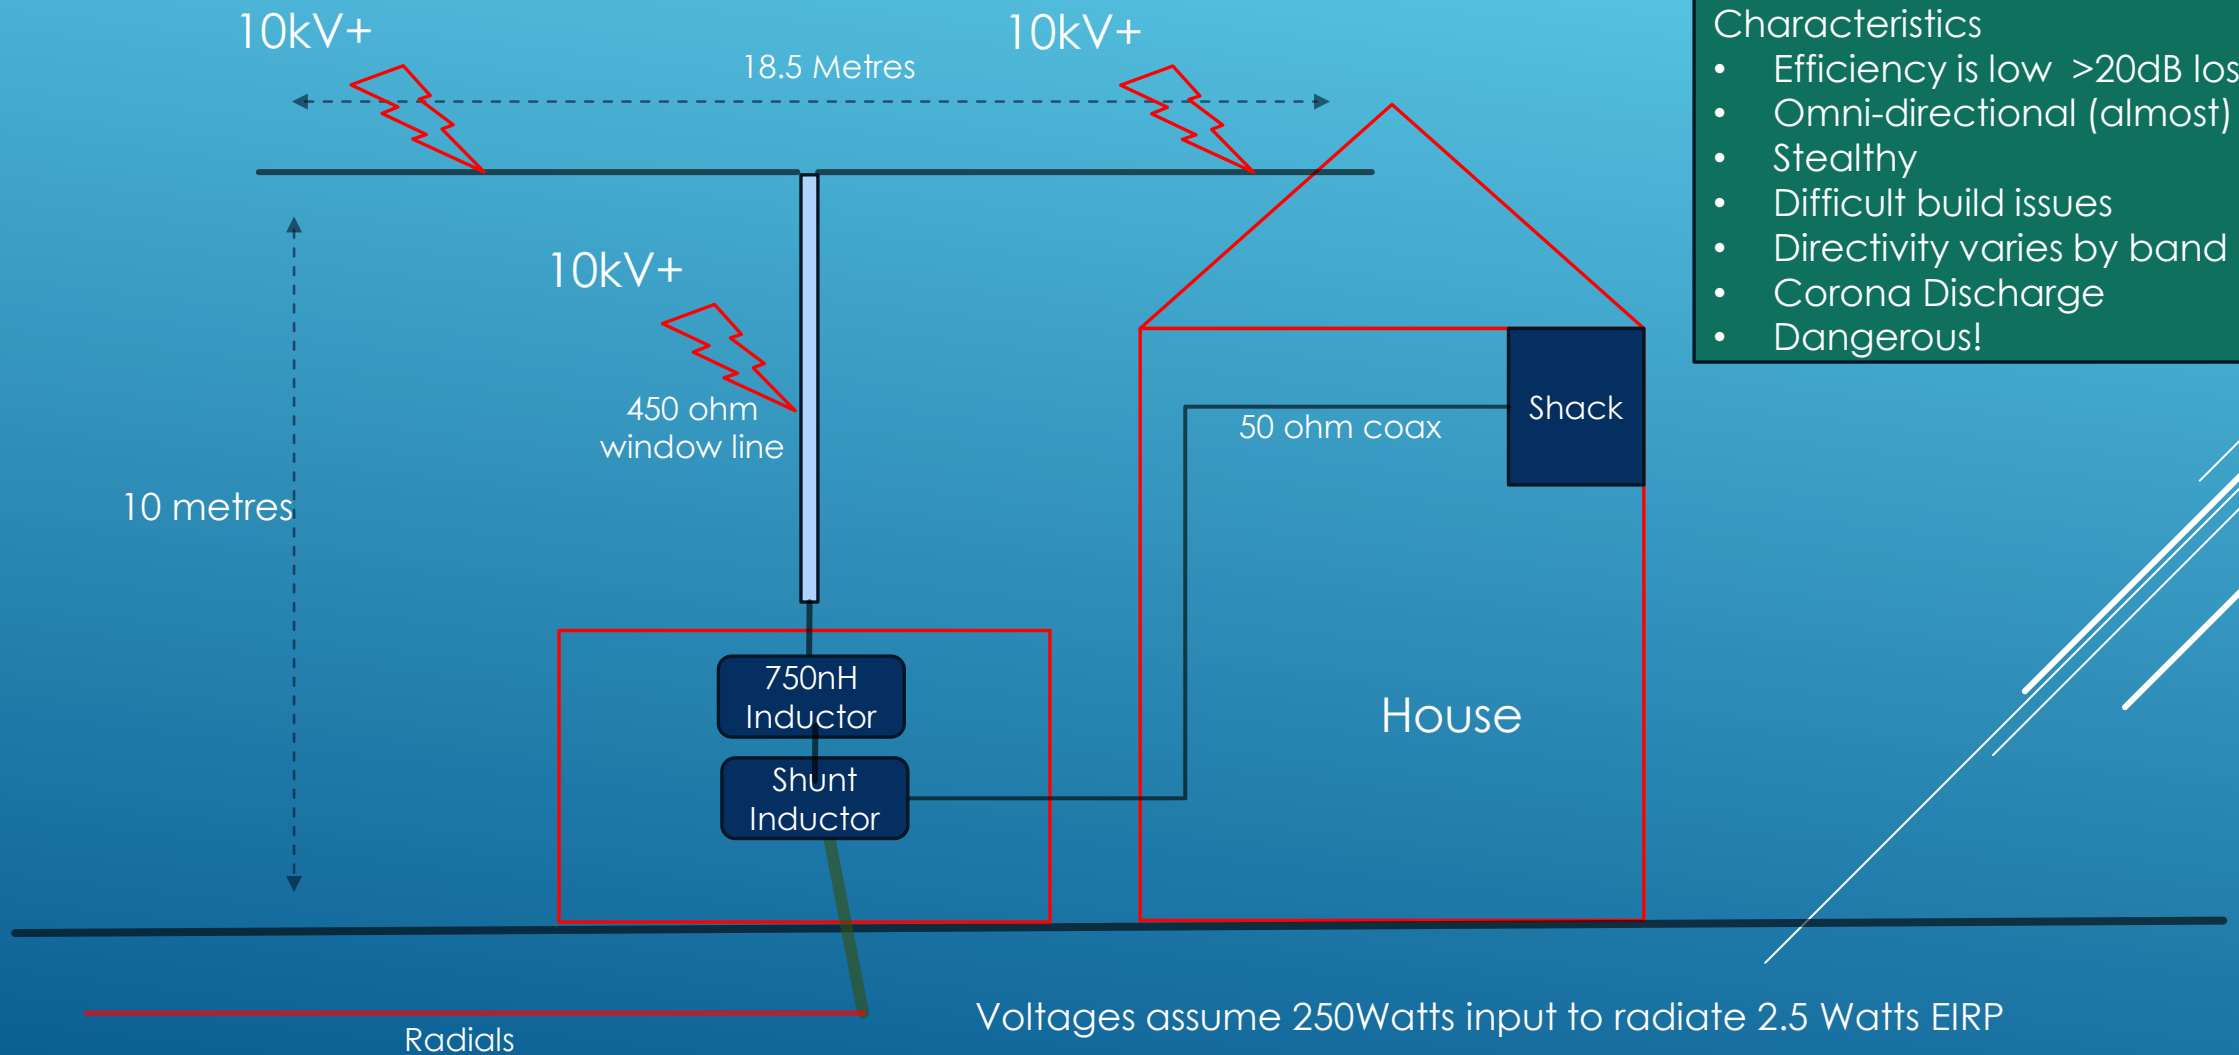 10kV+
10kV+
18.5 Metres
Characteristics
• Efficiency is low >20dB los
• Omni-directional (almost)
• Stealthy
• Difficult build issues
• Directivity varies by band
• Corona Discharge
• Dangerous!
10kV+
450 ohm
window line
50 ohm coax
Shack
10 metres
750nH
Inductor
Shunt
Inductor
House
Voltages assume 250Watts input to radiate 2.5 Watts EIRP
Radials